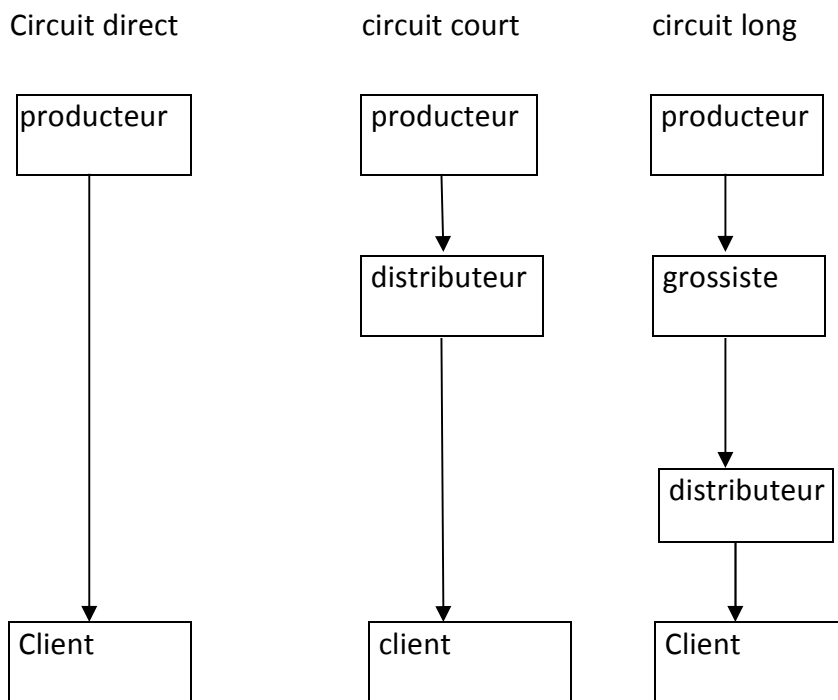 Circuit direct
circuit court
circuit long
producteur
producteur
producteur
distributeur
grossiste
distributeur
Client
client
Client